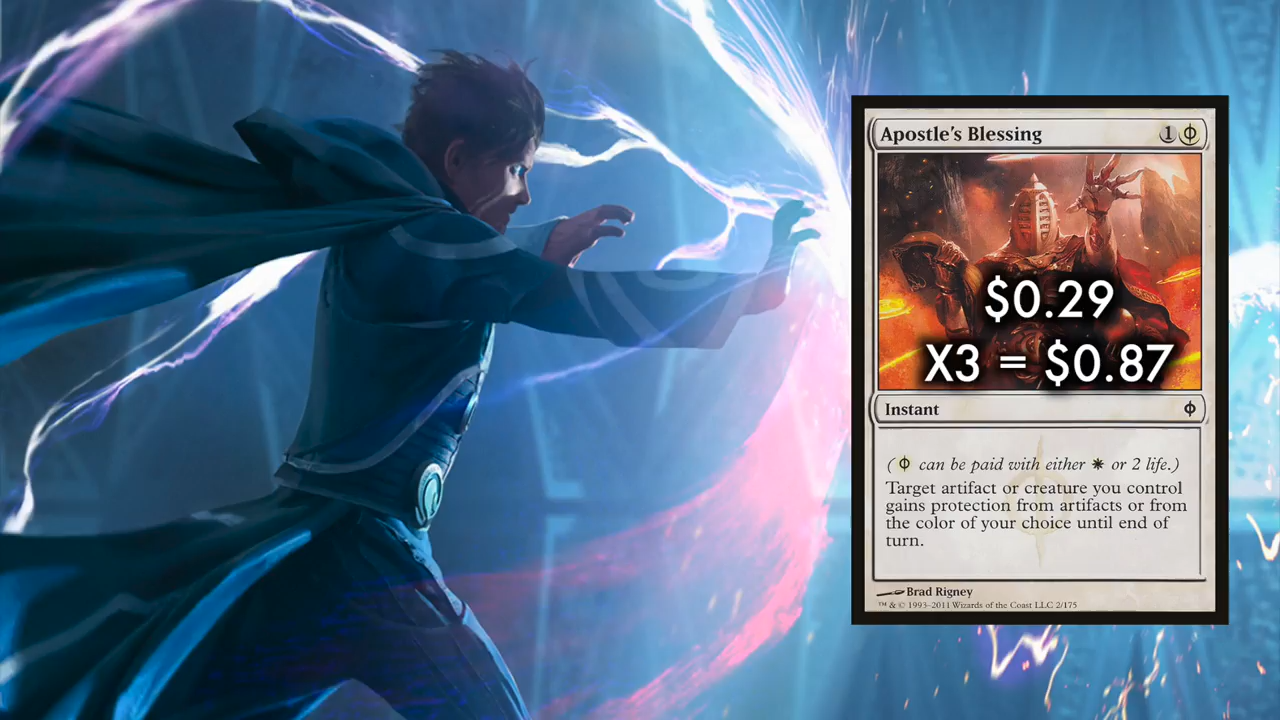 Apostle's Blessing 1
$0.29
X3 = $0.87
Instant
( can be paid with either or 2 life.)
Target artifact or creature you control
gains protection from artifacts or from
the color of your choice until end of
turn.
Brad Rigney
™ & © 1993–2011 Wizards of the Coast LLC 2/175